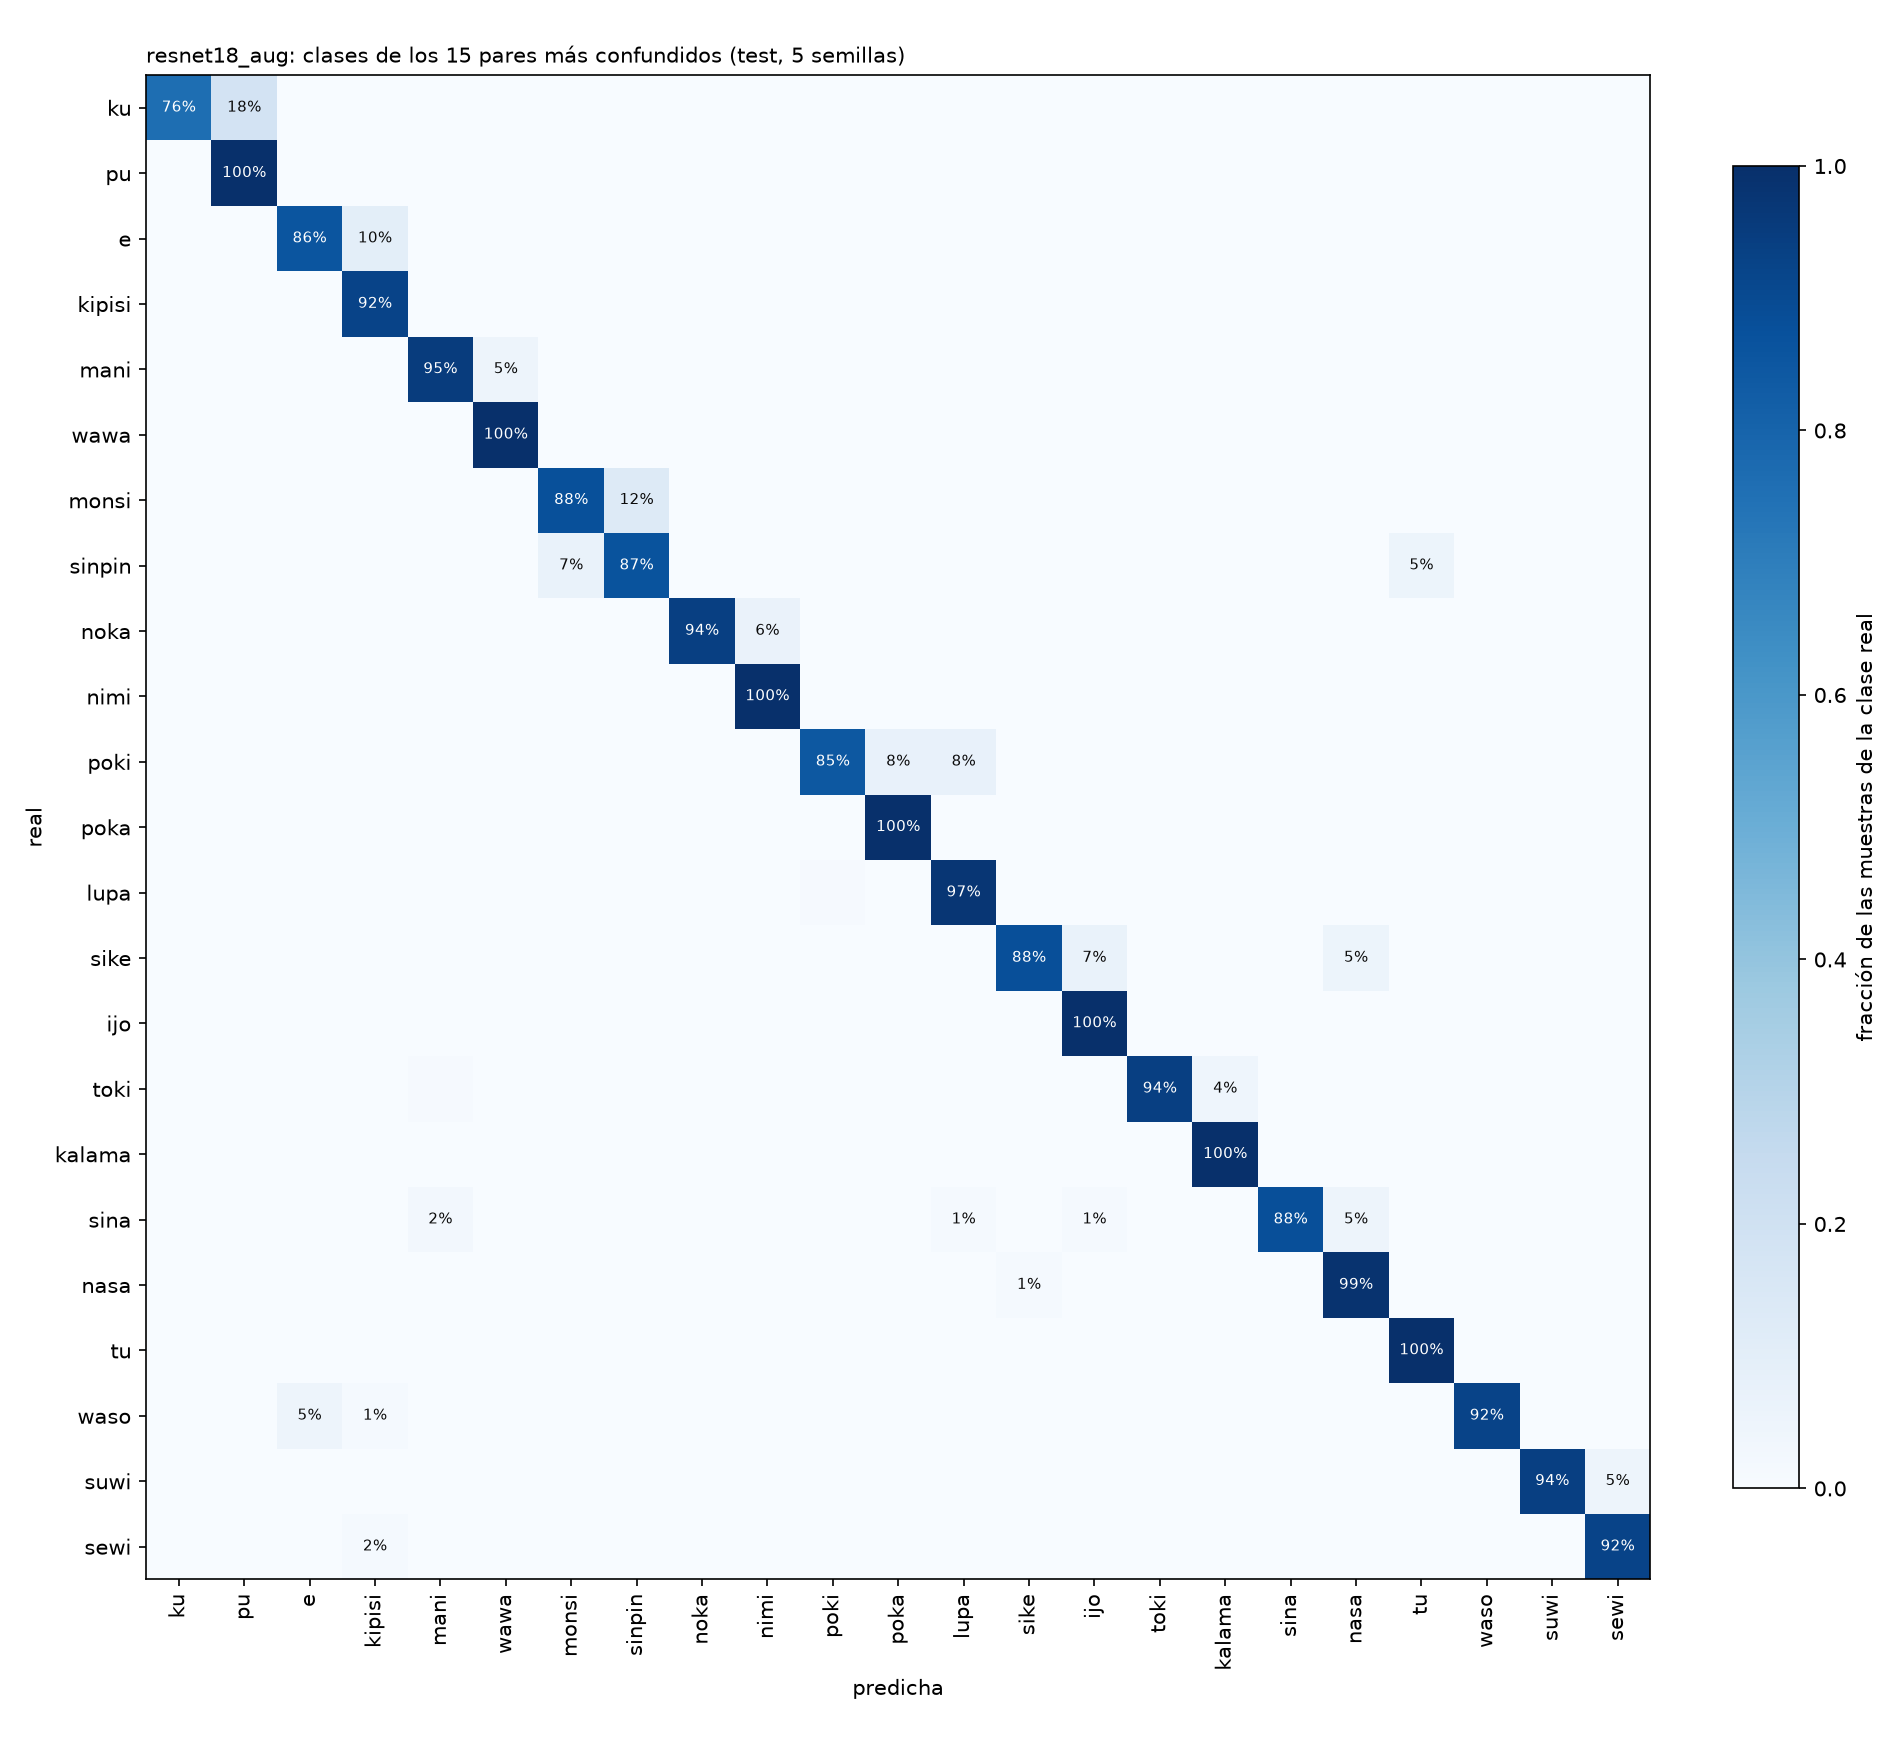 resnet18_aug: clases de los 15 pares más confundidos (test, 5 semillas)
ku 76% 18%
pu 100%
e 86% 10%
kipisi 92%
mani 95% 5%
wawa 100%
monsi 88% 12%
sinpin 7% 87% 5%
noka 94% 6%
nimi 100%
poki 85% 8% 8%
poka 100%
lupa 97%
sike 88% 7% 5%
ijo 100%
toki 94% 4%
kalama 100%
sina 2% 1% 1% 88% 5%
nasa 1% 99%
tu 100%
waso 5% 1% 92%
suwi 94% 5%
sewi 2% 92%
real
ku pu e kipisi mani wawa monsi sinpin noka nimi poki poka lupa sike ijo toki kalama sina nasa tu waso suwi sewi
predicha
1.0
0.8
0.6
0.4
0.2
0.0
fracción de las muestras de la clase real